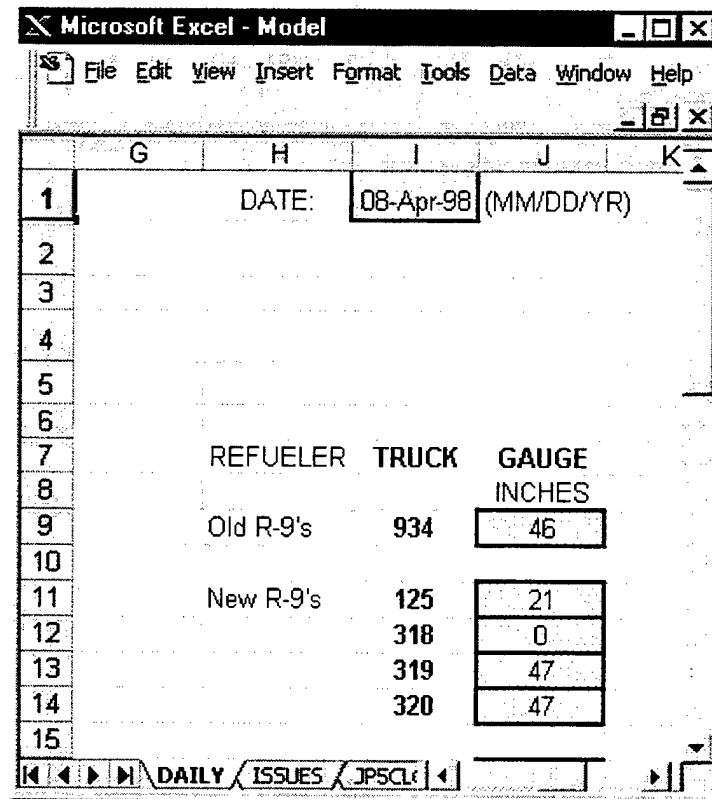 Microsoft Excel - Model
File Edit View Insert Format Tools Data Window Help
G H I J K
1 DATE: 08-Apr-98 (MM/DD/YR)
2
3
4
5
6
7 REFUELER TRUCK GAUGE
8 INCHES
9 Old R-9's 934 46
10
11 New R-9's 125 21
12 318 0
13 319 47
14 320 47
15
DAILY ISSUES